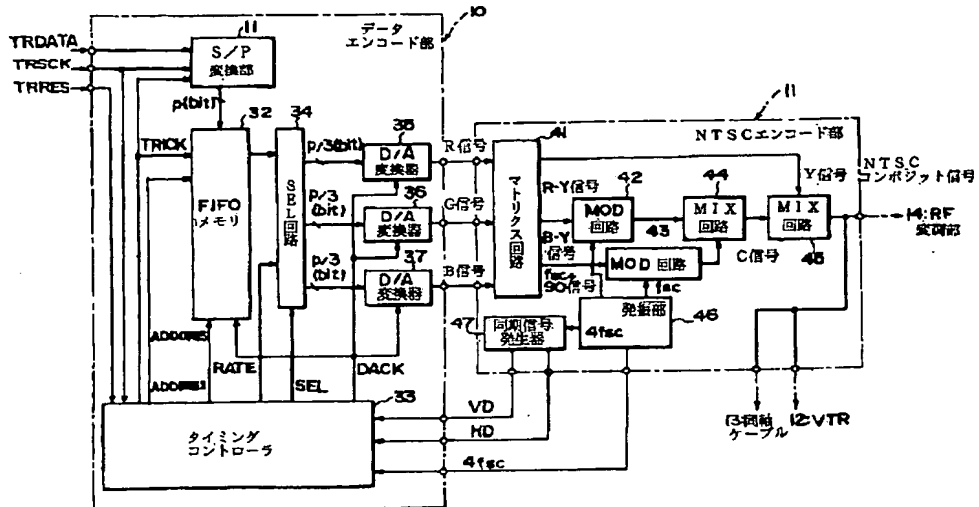 10
データ
エンコード部
TRDATA
TRSCK
TRRES
11
S/P
変換部
p(bit)
32
34
TRICK
FIFO
メモリ
SEL回路
p/3(bit)
p/3
(bit)
p/3
(bit)
35
D/A
変換器
36
D/A
変換器
37
D/A
変換器
R信号
G信号
B信号
RATE
SEL
DACK
33
タイミング
コントローラ
VD
HD
4fsc
11
NTSCエンコード部
41
マトリクス回路
R-Y信号
B-Y
信号
fsc+
90信号
42
MOD
回路
43
MOD 回路
fsc
44
MIX
回路
C信号
Y信号
MIX
回路
45
発振部
46
4fsc
47
同期信号
発生器
NTSC
コンポジット信号
14:RF
変調部
13:同軸
ケーブル
12:VTR